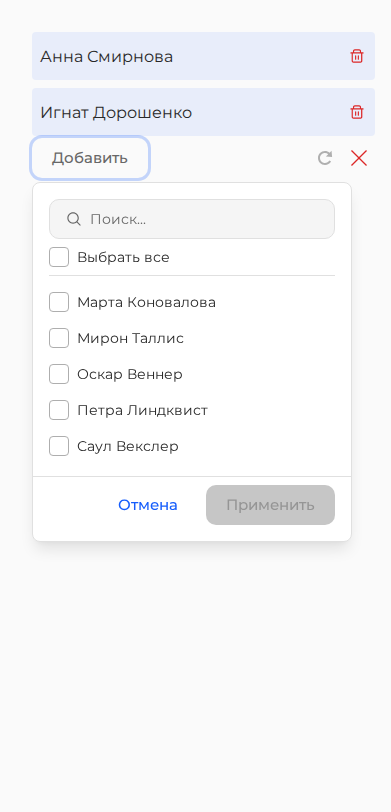 Анна Смирнова
Игнат Дорошенко
Добавить
Поиск...
Выбрать все
Марта Коновалова
Мирон Таллис
Оскар Веннер
Петра Линдквист
Саул Векслер
Отмена Применить